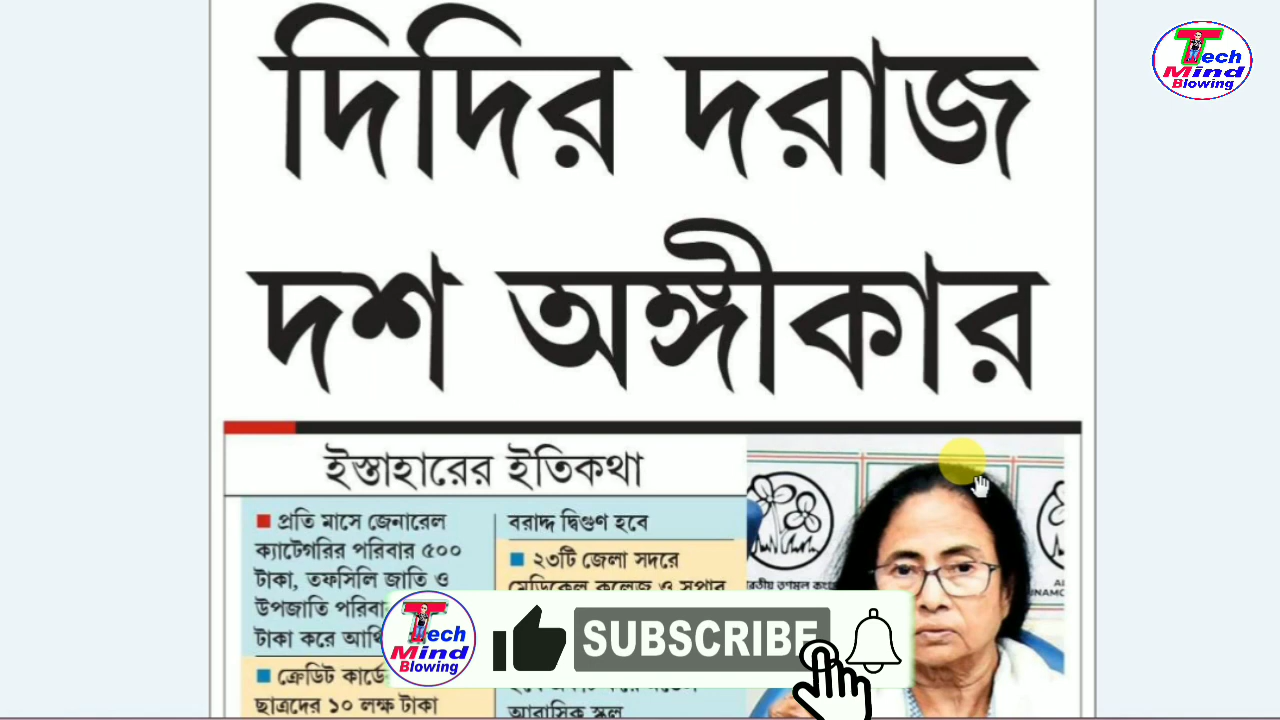 দিদির দরাজ
দশ অঙ্গীকার
Tech
Mind
Blowing
ইস্তাহারের ইতিকথা
■ প্রতি মাসে জেনারেল
ক্যাটেগরির পরিবার ৫০০
টাকা, তফসিলি জাতি ও
উপজাতি
টাকা করে
■ ক্রেডিট
ছাত্রদের ১০ লক্ষ টাকা
বরাদ্দ দ্বিগুণ হবে
■ ২৩টি জেলা সদরে
মেডিকেল কলেজ ও সুপার
আবাসিক স্কুল
Tech
Mind
Blowing
SUBSCRIBE